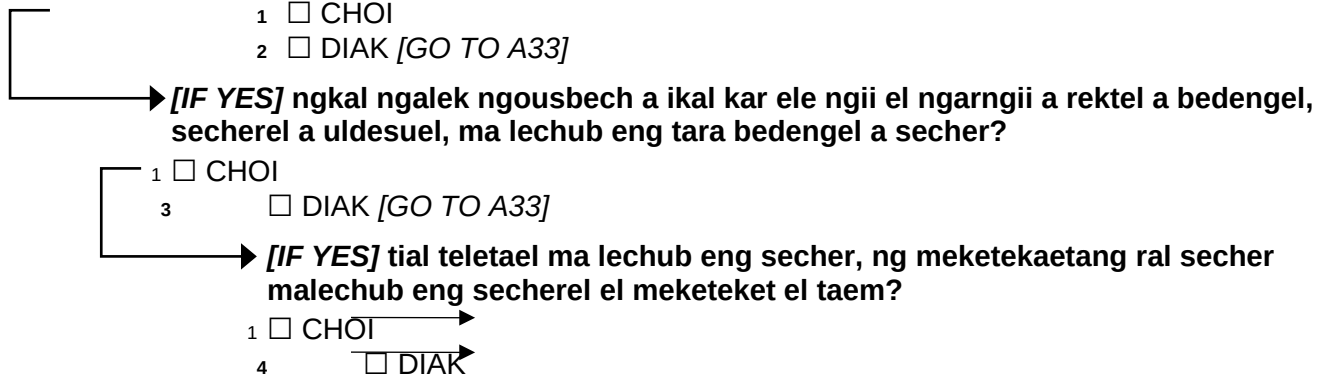 1 ☐ CHOI
2 ☐ DIAK [GO TO A33]
[IF YES] ngkal ngalek ngousbech a ikal kar ele ngii el ngarngii a rektel a bedengel,
secherel a uldesuel, ma lechub eng tara bedengel a secher?
1 ☐ CHOI
3 ☐ DIAK [GO TO A33]
[IF YES] tial teletael ma lechub eng secher, ng meketekaetang ral secher
malechub eng secherel el meketeket el taem?
1 ☐ CHOI
4 ☐ DIAK